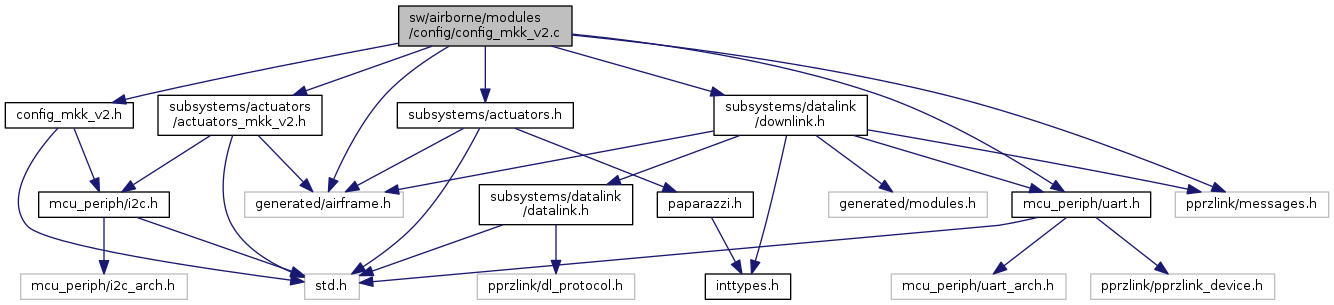 sw/airborne/modules
/config/config_mkk_v2.c
config_mkk_v2.h
subsystems/actuators
/actuators_mkk_v2.h
subsystems/actuators.h
subsystems/datalink
/downlink.h
mcu_periph/i2c.h
generated/airframe.h
subsystems/datalink
/datalink.h
paparazzi.h
generated/modules.h
mcu_periph/uart.h
pprzlink/messages.h
mcu_periph/i2c_arch.h
std.h
pprzlink/dl_protocol.h
inttypes.h
mcu_periph/uart_arch.h
pprzlink/pprzlink_device.h